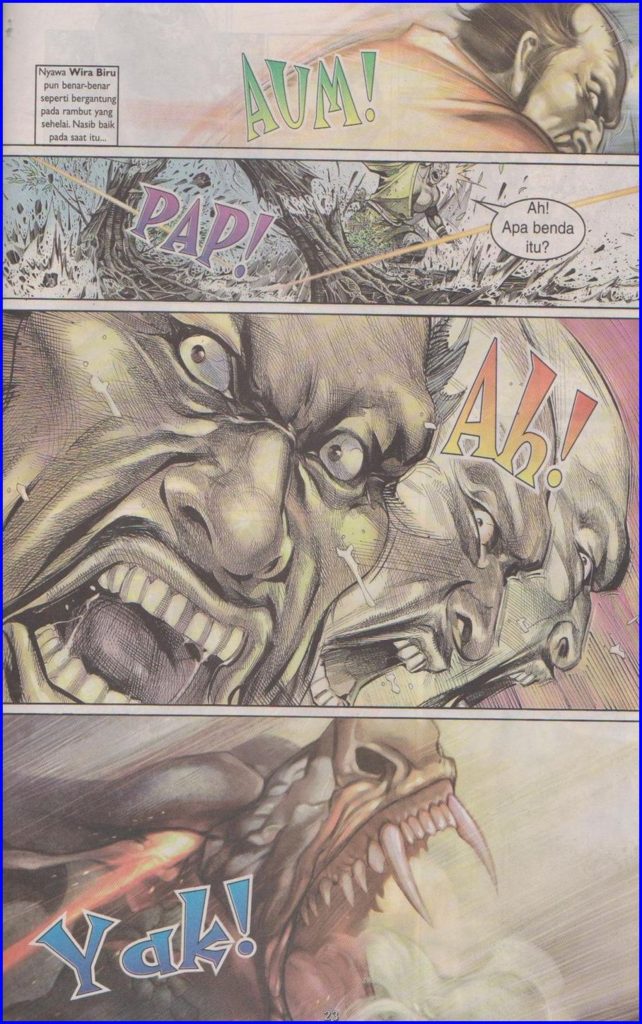 Nyawa Wira Biru
pun benar-benar
seperti bergantung
pada rambut yang
sehelai. Nasib baik
pada saat itu...
AUM!
PAP!
Ah!
Apa benda
itu?
Ah!
Yak!
23